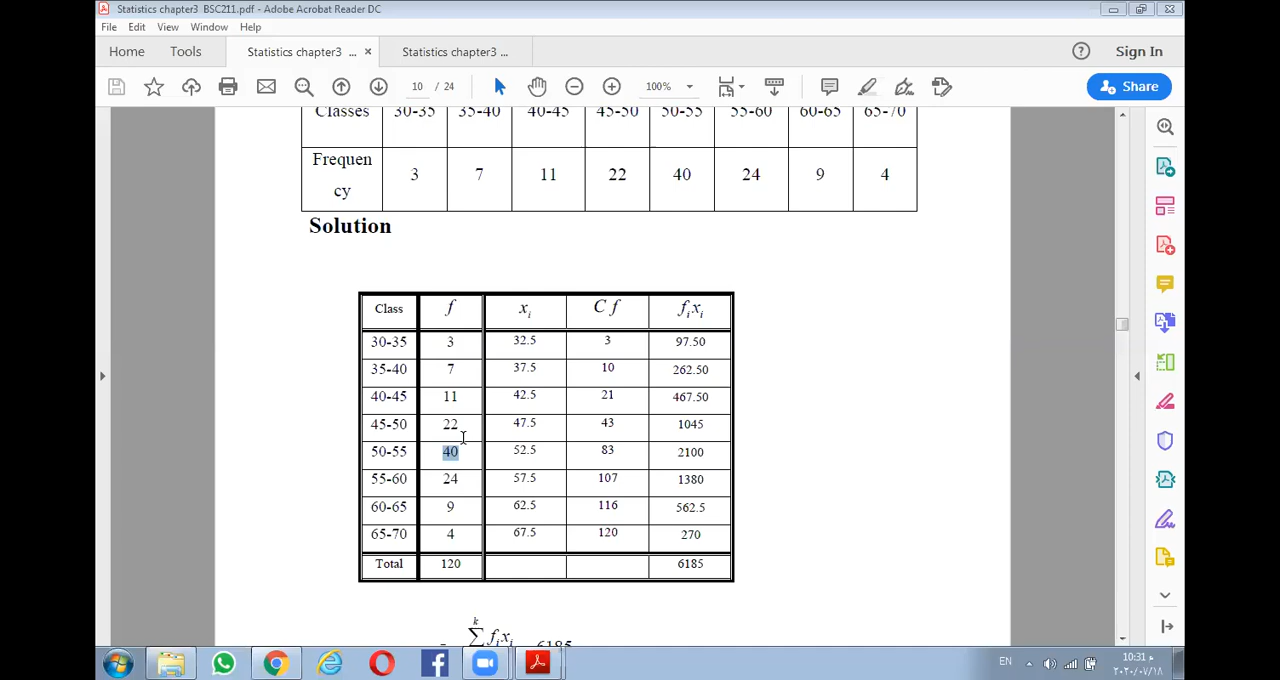 Statistics chapter3 BSC211.pdf - Adobe Acrobat Reader DC
File Edit View Window Help
Home Tools Statistics chapter3 ... × Statistics chapter3 ... Sign In
10 / 24 100% Share
Classes 30-35 35-40 40-45 45-50 50-55 55-60 60-65 65-70
Frequen
cy 3 7 11 22 40 24 9 4
Solution
Class f xi C f fixi
30-35 3 32.5 3 97.50
35-40 7 37.5 10 262.50
40-45 11 42.5 21 467.50
45-50 22 47.5 43 1045
50-55 40 52.5 83 2100
55-60 24 57.5 107 1380
60-65 9 62.5 116 562.5
65-70 4 67.5 120 270
Total 120 6185
k
∑ fixi 6185
EN 10:31 م
٢٠٢٠/٠٧/١٨